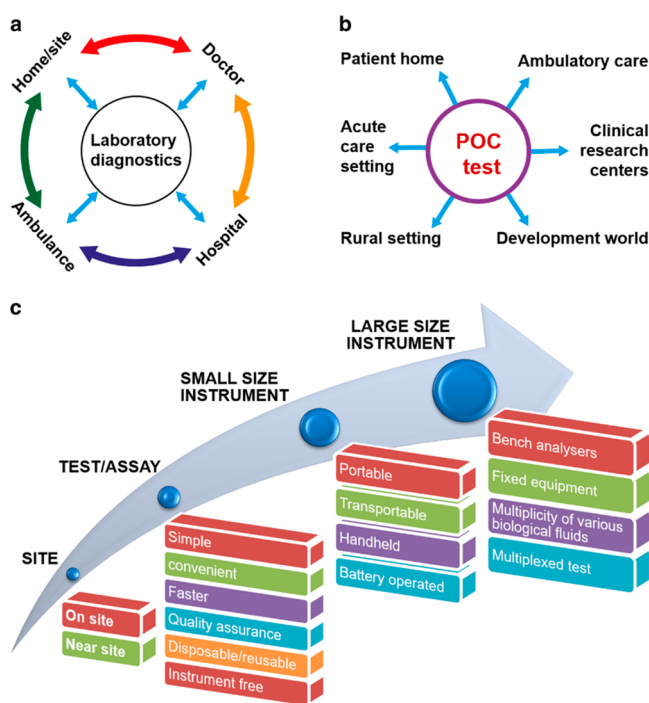 a
Home/site
Doctor
Laboratory
diagnostics
Ambulance
Hospital
b
Patient home
Ambulatory care
Acute
care
setting
POC
test
Clinical
research
centers
Rural setting
Development world
c
LARGE SIZE
INSTRUMENT
SMALL SIZE
INSTRUMENT
TEST/ASSAY
SITE
On site
Near site
Simple
convenient
Faster
Quality assurance
Disposable/reusable
Instrument free
Portable
Transportable
Handheld
Battery operated
Bench analysers
Fixed equipment
Multiplicity of various
biological fluids
Multiplexed test